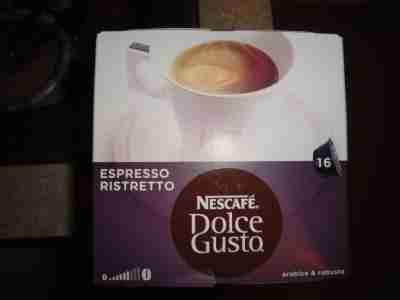 16
ESPRESSO
RISTRETTO
NESCAFÉ
Dolce
Gusto
arabica & robusta